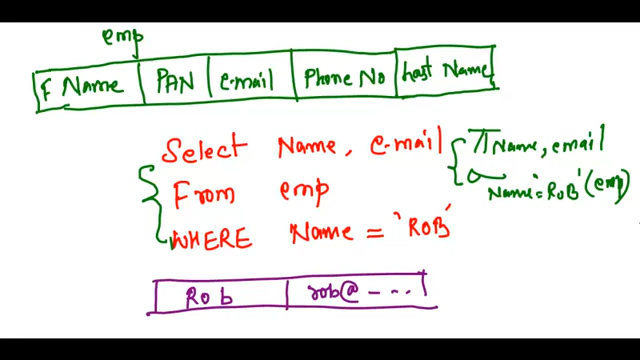 emp
F Name PAN e-mail Phone No Last Name
Select Name, e-mail
From emp
WHERE Name = 'ROB'
π Name, email
σ Name='ROB' (emp)
Rob rob@ - ...